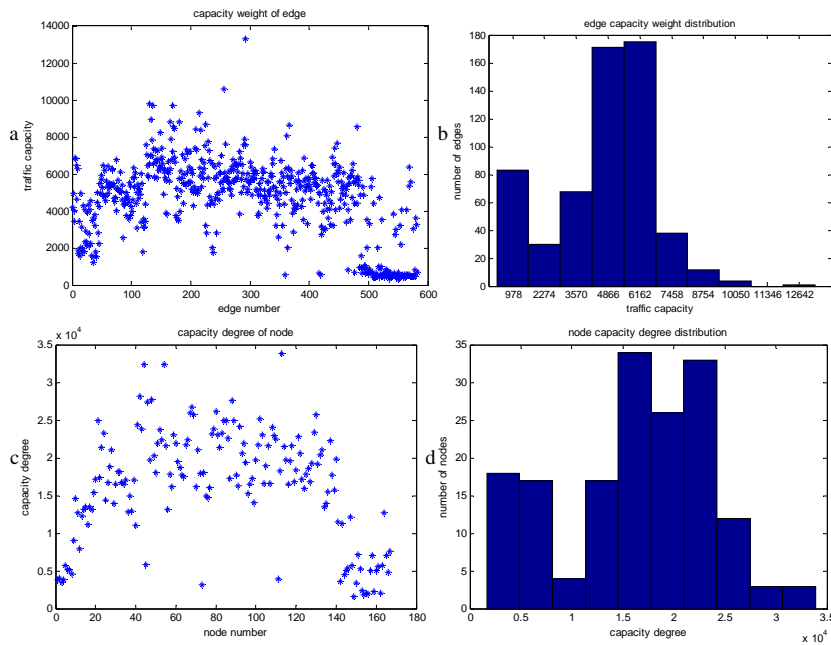 capacity weight of edge
14000
12000
10000
8000
6000
4000
2000
0
a
traffic capacity
0 100 200 300 400 500 600
edge number
edge capacity weight distribution
180
160
140
120
100
80
60
40
20
0
b
number of edges
978 2274 3570 4866 6162 7458 8754 10050 11346 12642
traffic capacity
capacity degree of node
x 10^4
3.5
3
2.5
2
1.5
1
0.5
0
c
capacity degree
0 20 40 60 80 100 120 140 160 180
node number
node capacity degree distribution
35
30
25
20
15
10
5
0
d
number of nodes
0 0.5 1 1.5 2 2.5 3 3.5
x 10^4
capacity degree